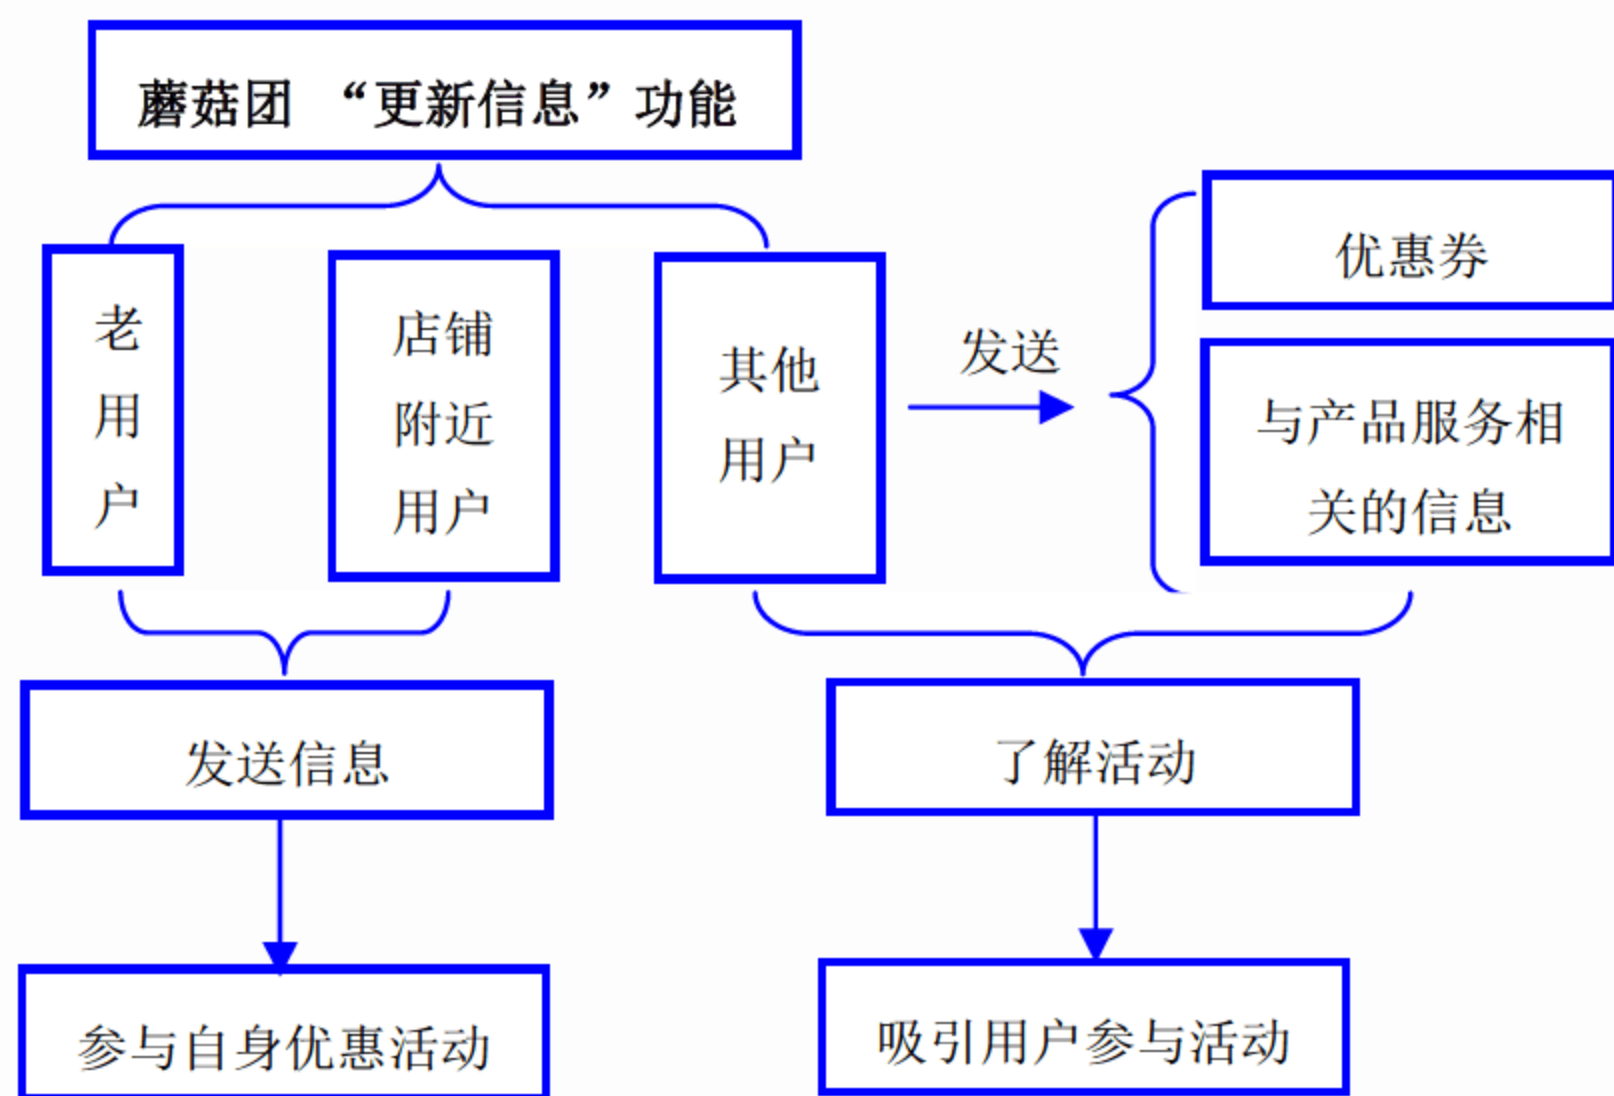 蘑菇团 “更新信息”功能
老
用
户
店铺
附近
用户
其他
用户
发送
优惠券
与产品服务相
关的信息
发送信息
了解活动
参与自身优惠活动
吸引用户参与活动